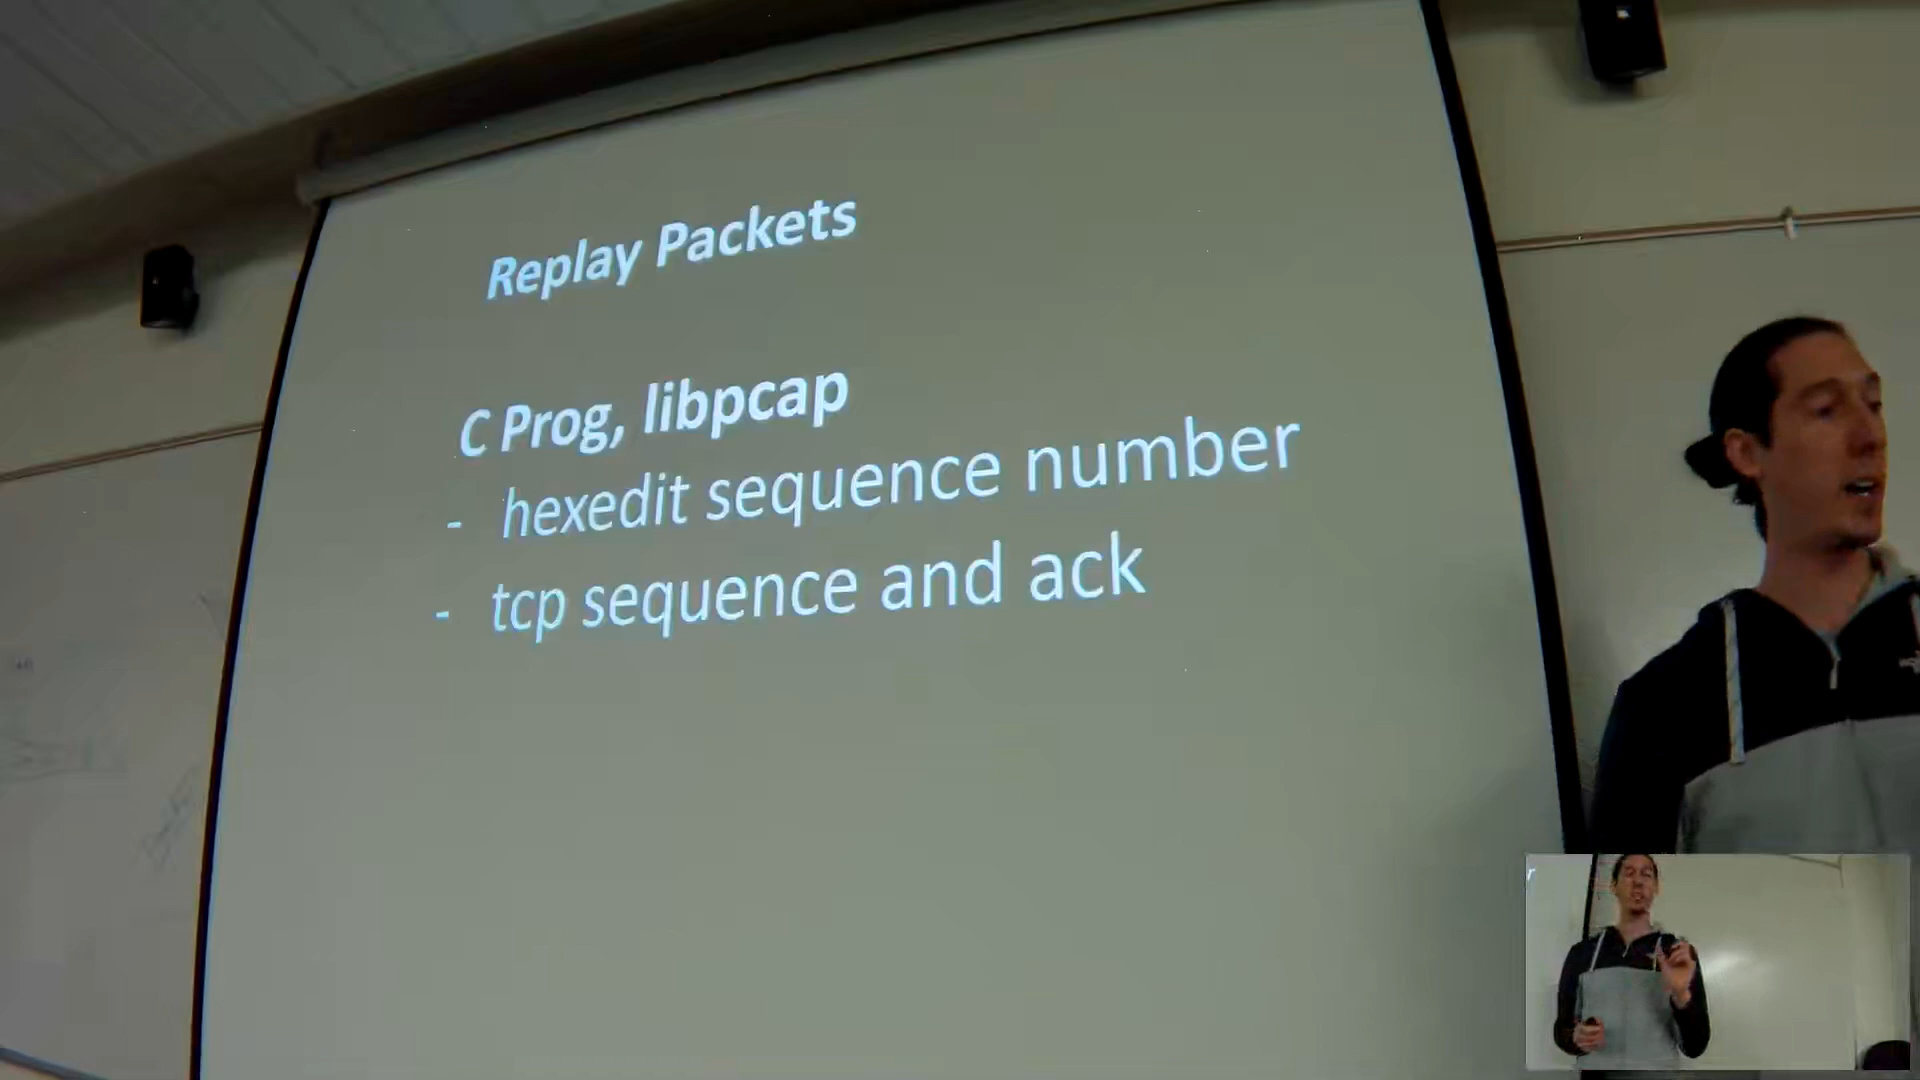 Replay Packets
C Prog, libpcap
- hexedit sequence number
- tcp sequence and ack